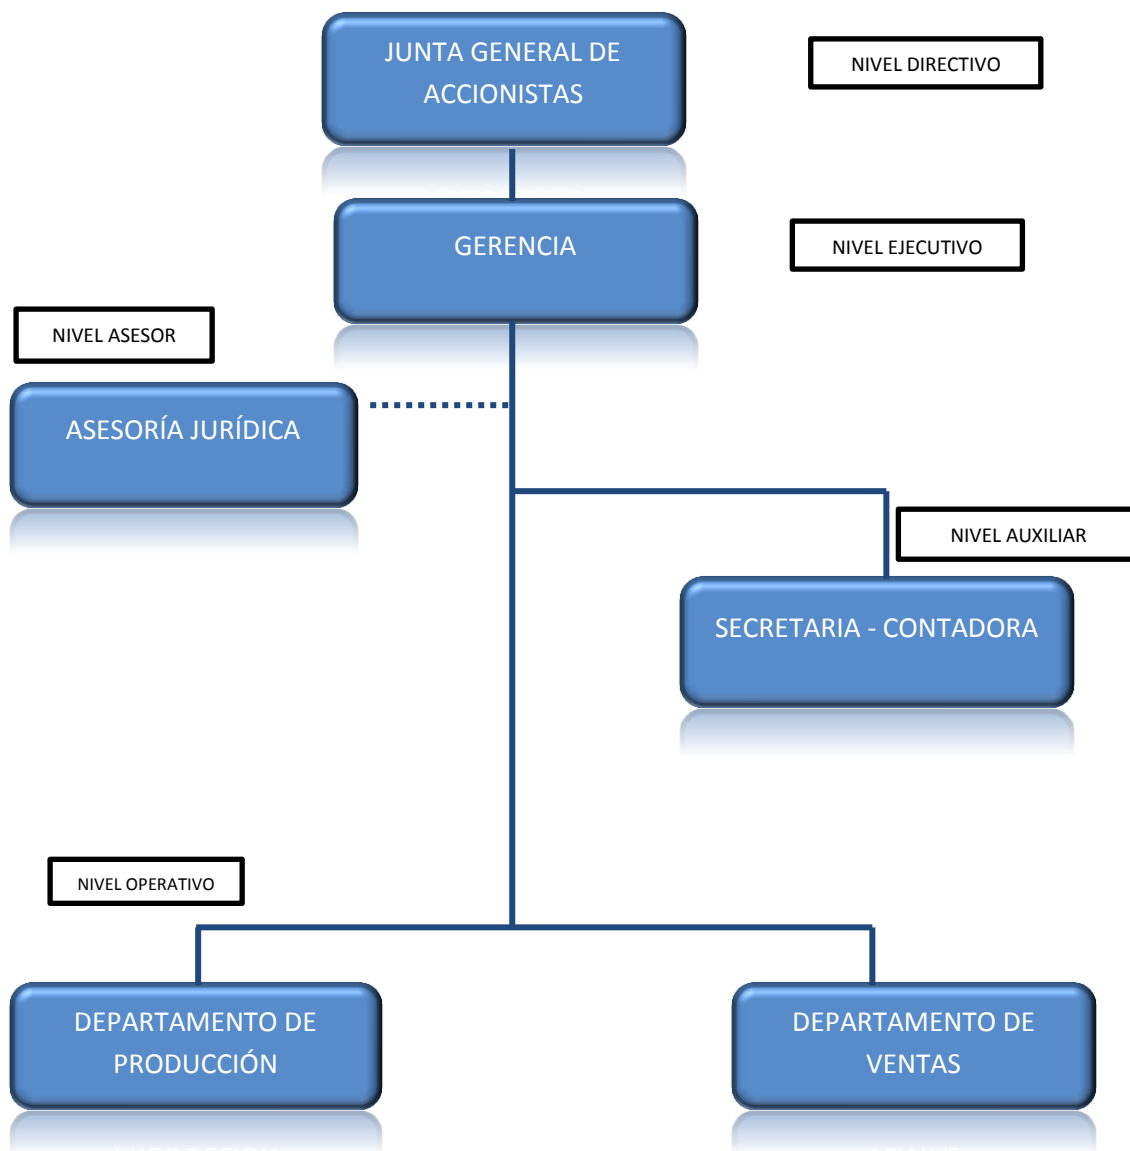 JUNTA GENERAL DE
ACCIONISTAS
NIVEL DIRECTIVO
GERENCIA
NIVEL EJECUTIVO
NIVEL ASESOR
ASESORÍA JURÍDICA
NIVEL AUXILIAR
SECRETARIA - CONTADORA
NIVEL OPERATIVO
DEPARTAMENTO DE
PRODUCCIÓN
DEPARTAMENTO DE
VENTAS